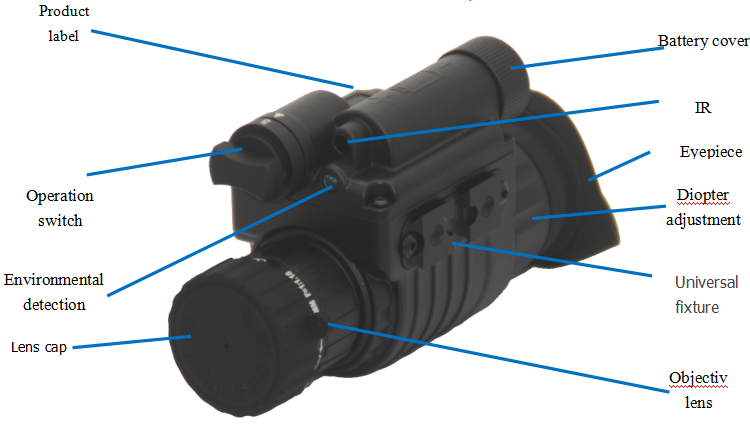 Product
label
Battery cover
IR
Eyepiece
Operation
switch
Diopter
adjustment
Environmental
detection
Universal
fixture
Lens cap
Objectiv
lens